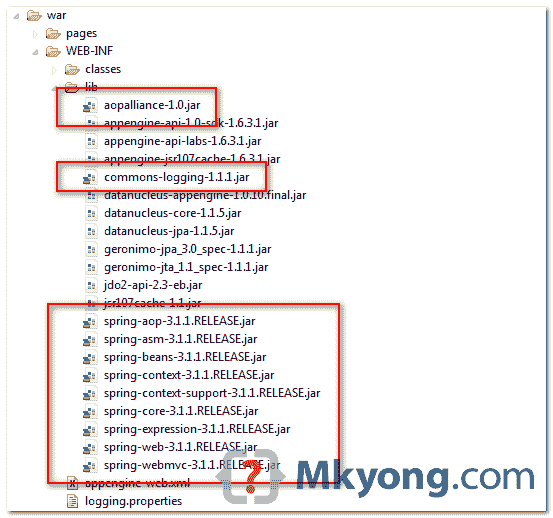 war
pages
WEB-INF
classes
lib
aopalliance-1.0.jar
appengine-api-1.0-sdk-1.6.3.1.jar
appengine-api-labs-1.6.3.1.jar
appengine-jsr107cache-1.6.3.1.jar
commons-logging-1.1.1.jar
datanucleus-appengine-1.0.10.final.jar
datanucleus-core-1.1.5.jar
datanucleus-jpa-1.1.5.jar
geronimo-jpa_3.0_spec-1.1.1.jar
geronimo-jta_1.1_spec-1.1.1.jar
jdo2-api-2.3-eb.jar
jsr107cache-1.1.jar
spring-aop-3.1.1.RELEASE.jar
spring-asm-3.1.1.RELEASE.jar
spring-beans-3.1.1.RELEASE.jar
spring-context-3.1.1.RELEASE.jar
spring-context-support-3.1.1.RELEASE.jar
spring-core-3.1.1.RELEASE.jar
spring-expression-3.1.1.RELEASE.jar
spring-web-3.1.1.RELEASE.jar
spring-webmvc-3.1.1.RELEASE.jar
appengine-web.xml
logging.properties
{?} Mkyong.com